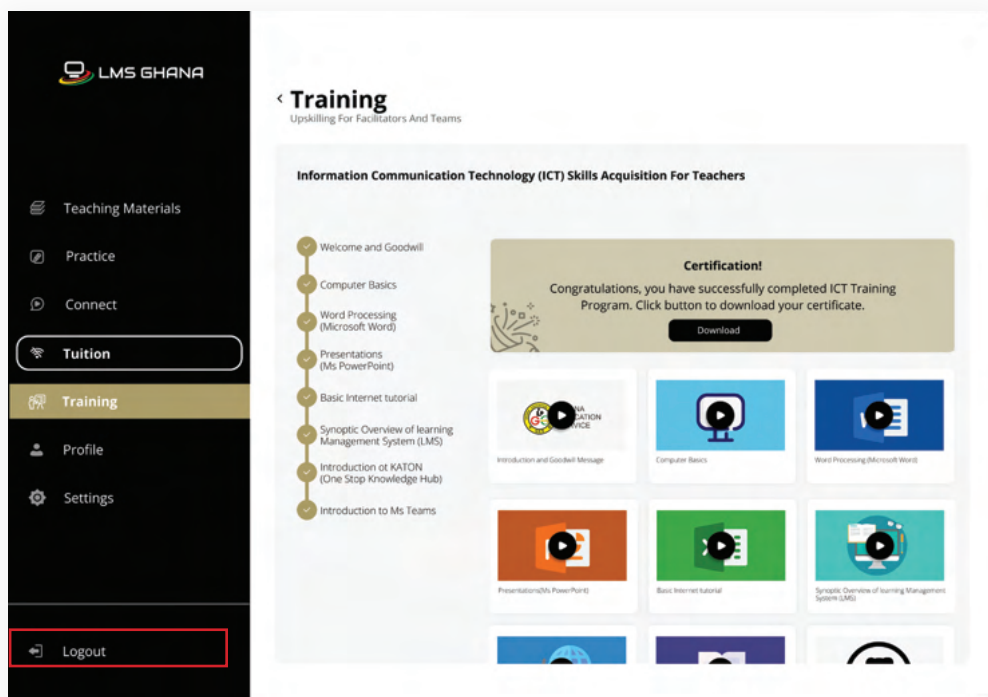 LMS GHANA
Teaching Materials
Practice
Connect
Tuition
Training
Profile
Settings
Logout
Training
Upskilling For Facilitators And Teams
Information Communication Technology (ICT) Skills Acquisition For Teachers
Welcome and Goodwill
Computer Basics
Word Processing
(Microsoft Word)
Presentations
(Ms PowerPoint)
Basic Internet tutorial
Synoptic Overview of learning
Management System (LMS)
Introduction ot KATON
(One Stop Knowledge Hub)
Introduction to Ms Teams
Certification!
Congratulations, you have successfully completed ICT Training
Program. Click button to download your certificate.
Download
Introduction and Goodwill Message
Computer Basics
Word Processing (Microsoft Word)
Presentations(Ms PowerPoint)
Basic Internet tutorial
Synoptic Overview of learning Management
System (LMS)